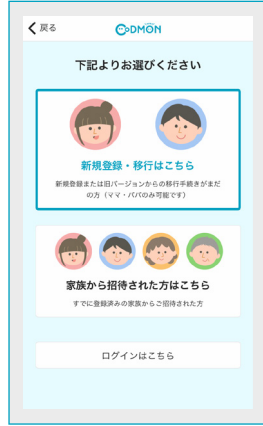 戻る
CODMON
下記よりお選びください
新規登録・移行はこちら
新規登録または旧バージョンからの移行手続きがまだ
の方（ママ・パパのみ可能です）
家族から招待された方はこちら
すでに登録済みの家族からご招待された方
ログインはこちら